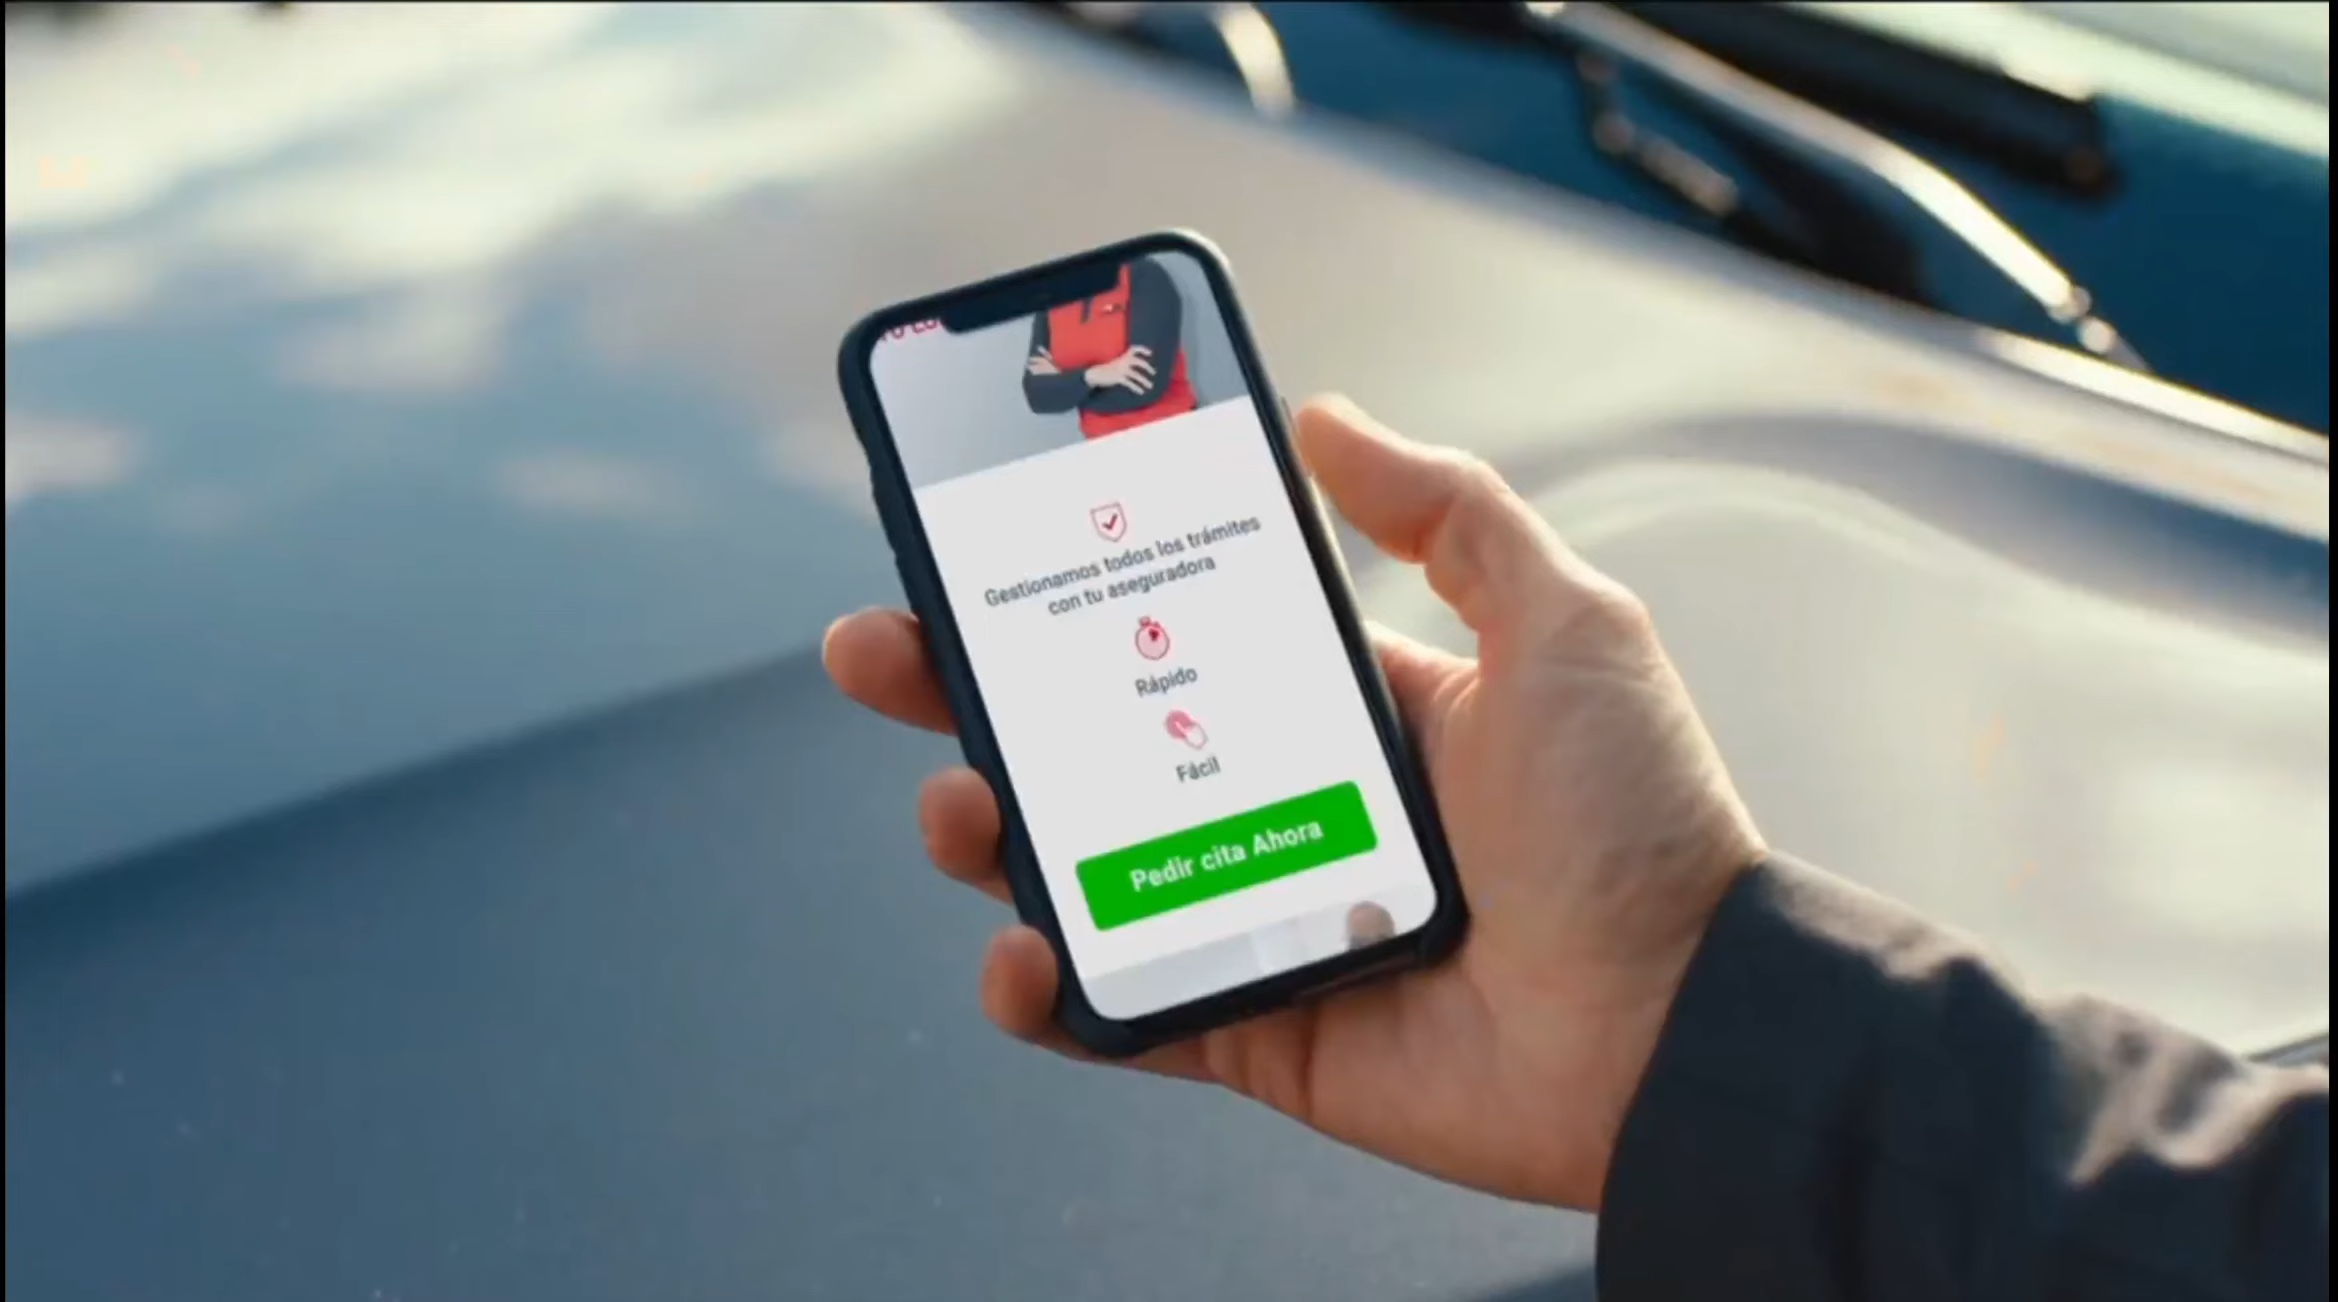 Gestionamos todos los trámites
con tu aseguradora
Rápido
Fácil
Pedir cita Ahora